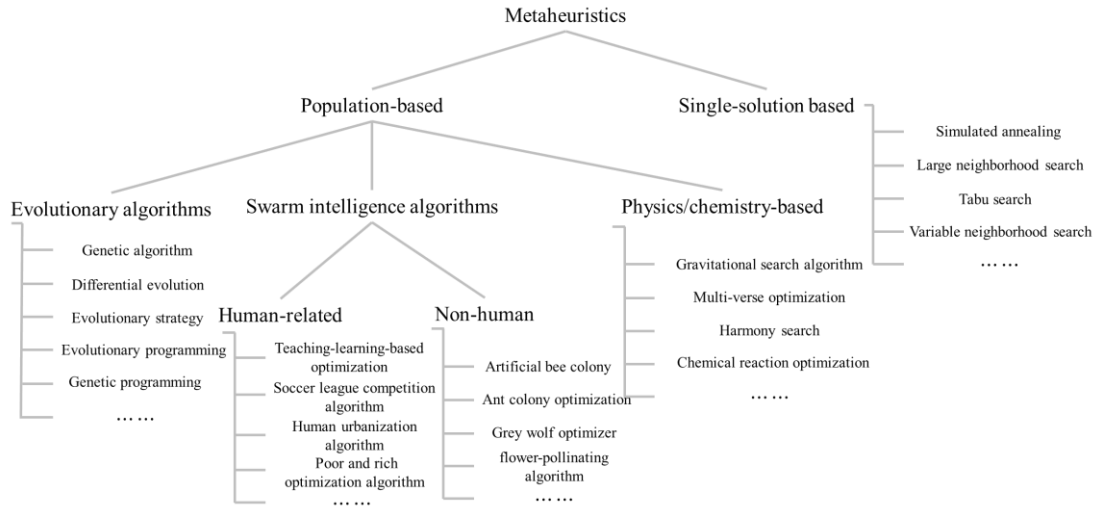 Metaheuristics
Population-based
Single-solution based
Simulated annealing
Large neighborhood search
Tabu search
Variable neighborhood search
… …
Evolutionary algorithms
Genetic algorithm
Differential evolution
Evolutionary strategy
Evolutionary programming
Genetic programming
… …
Swarm intelligence algorithms
Human-related
Teaching-learning-based
optimization
Soccer league competition
algorithm
Human urbanization
algorithm
Poor and rich
optimization algorithm
… …
Non-human
Artificial bee colony
Ant colony optimization
Grey wolf optimizer
flower-pollinating
algorithm
… …
Physics/chemistry-based
Gravitational search algorithm
Multi-verse optimization
Harmony search
Chemical reaction optimization
… …